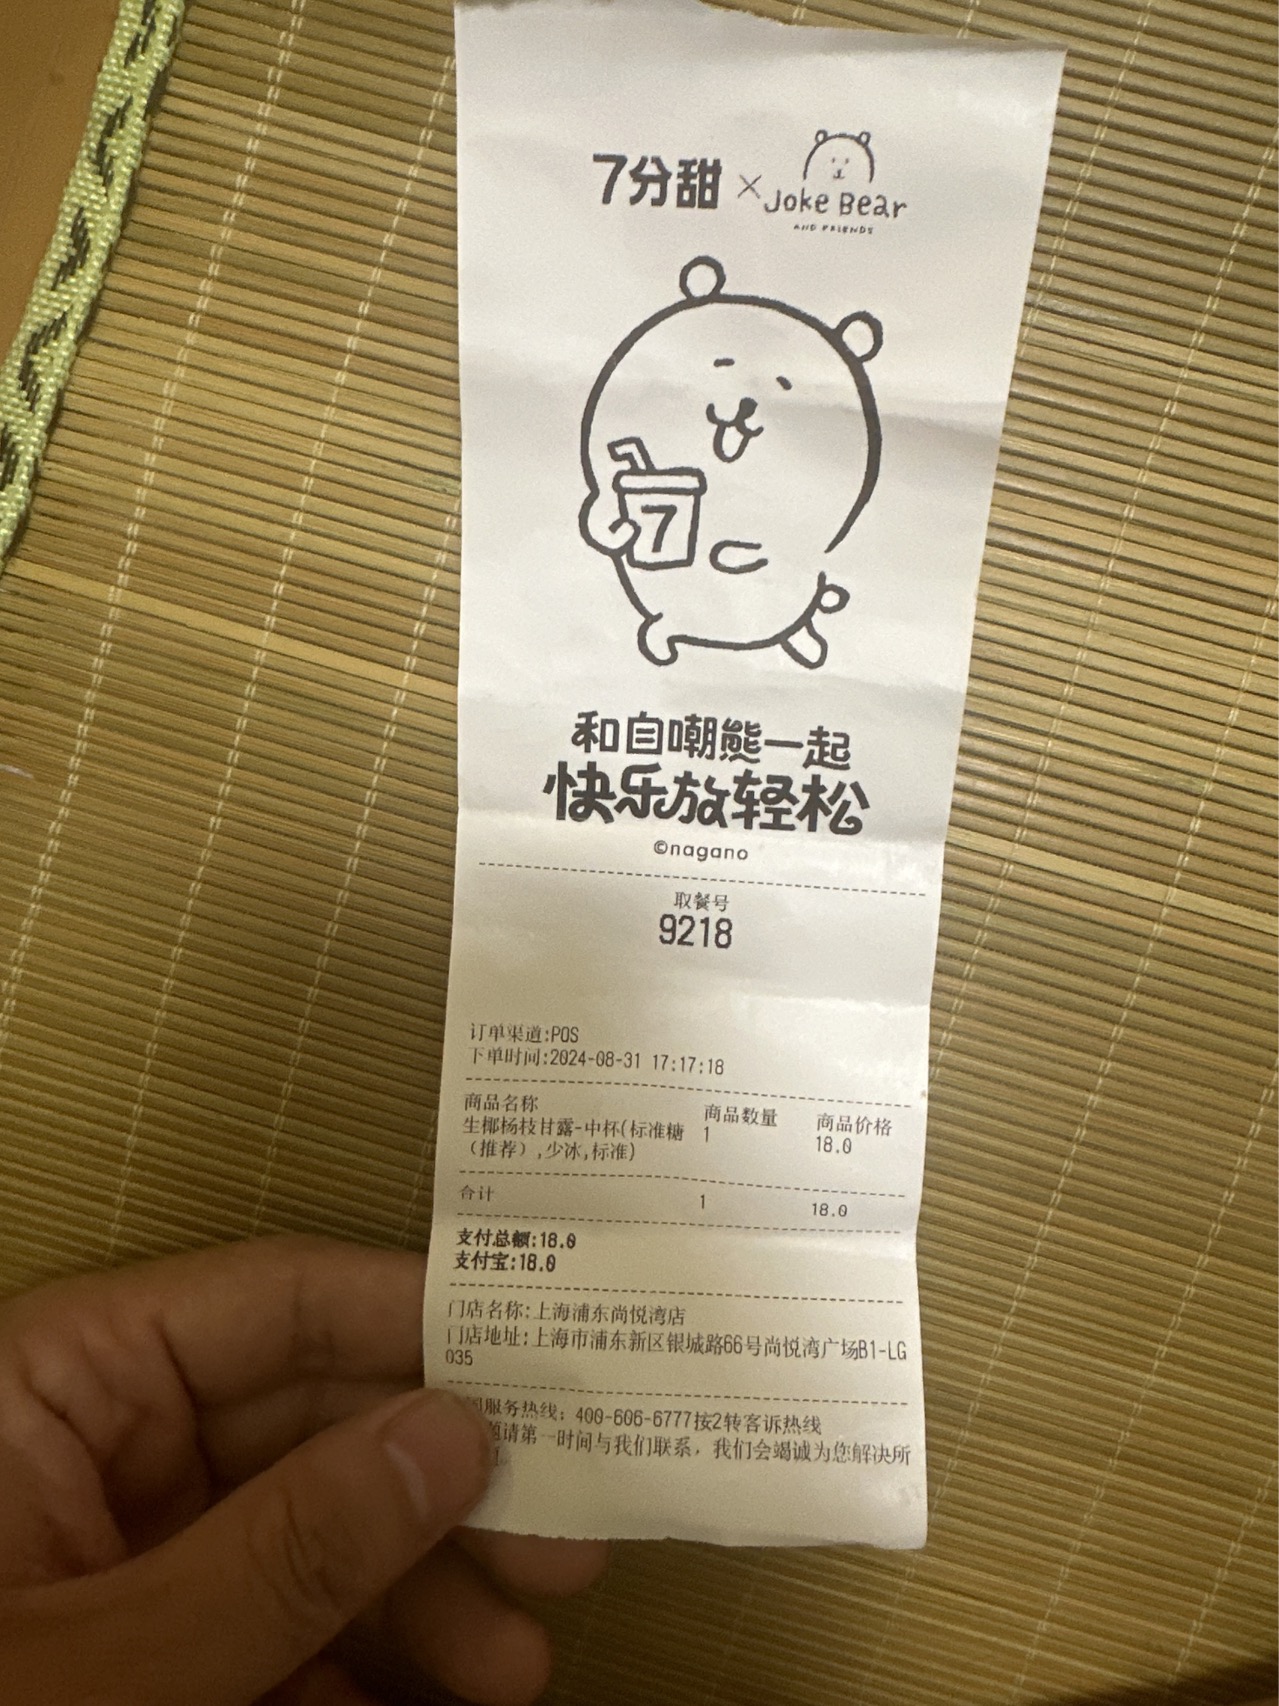 7分甜 × Joke Bear
AND FRIENDS
7
和自嘲熊一起
快乐放轻松
©nagano
取餐号
9218
订单渠道:POS
下单时间:2024-08-31 17:17:18
商品名称 商品数量 商品价格
生椰杨枝甘露-中杯(标准糖 1 18.0
(推荐),少冰,标准)
合计 1 18.0
支付总额:18.0
支付宝:18.0
门店名称:上海浦东尚悦湾店
门店地址:上海市浦东新区银城路66号尚悦湾广场B1-LG
035
服务热线:400-606-6777按2转客诉热线
请第一时间与我们联系,我们会竭诚为您解决所